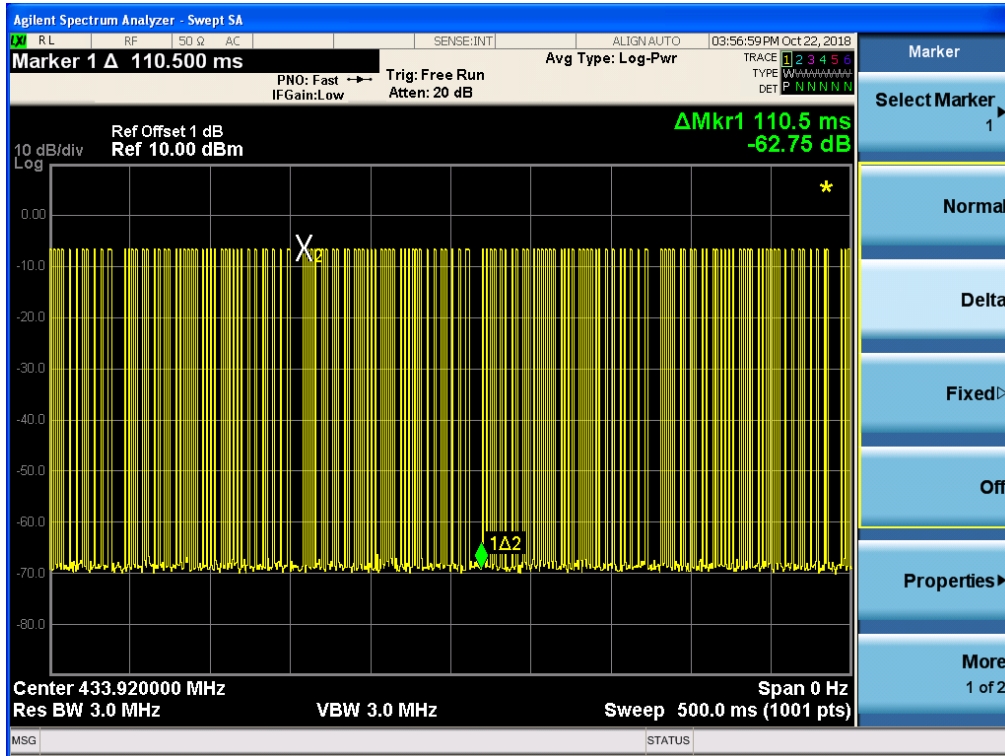 Agilent Spectrum Analyzer - Swept SA
LXI RL RF 50 Ω AC SENSE:INT ALIGN AUTO 03:56:59 PM Oct 22, 2018
Marker 1 Δ 110.500 ms
PNO: Fast
IFGain:Low
Trig: Free Run
Atten: 20 dB
Avg Type: Log-Pwr
TRACE 1 2 3 4 5 6
TYPE W
DET P N N N N N
ΔMkr1 110.5 ms
-62.75 dB
Ref Offset 1 dB
10 dB/div Ref 10.00 dBm
Log
0.00
-10.0
-20.0
-30.0
-40.0
-50.0
-60.0
-70.0
-80.0
X2
1Δ2
*
Center 433.920000 MHz Span 0 Hz
Res BW 3.0 MHz VBW 3.0 MHz Sweep 500.0 ms (1001 pts)
MSG STATUS
Marker
Select Marker
1
Normal
Delta
Fixed
Off
Properties
More
1 of 2